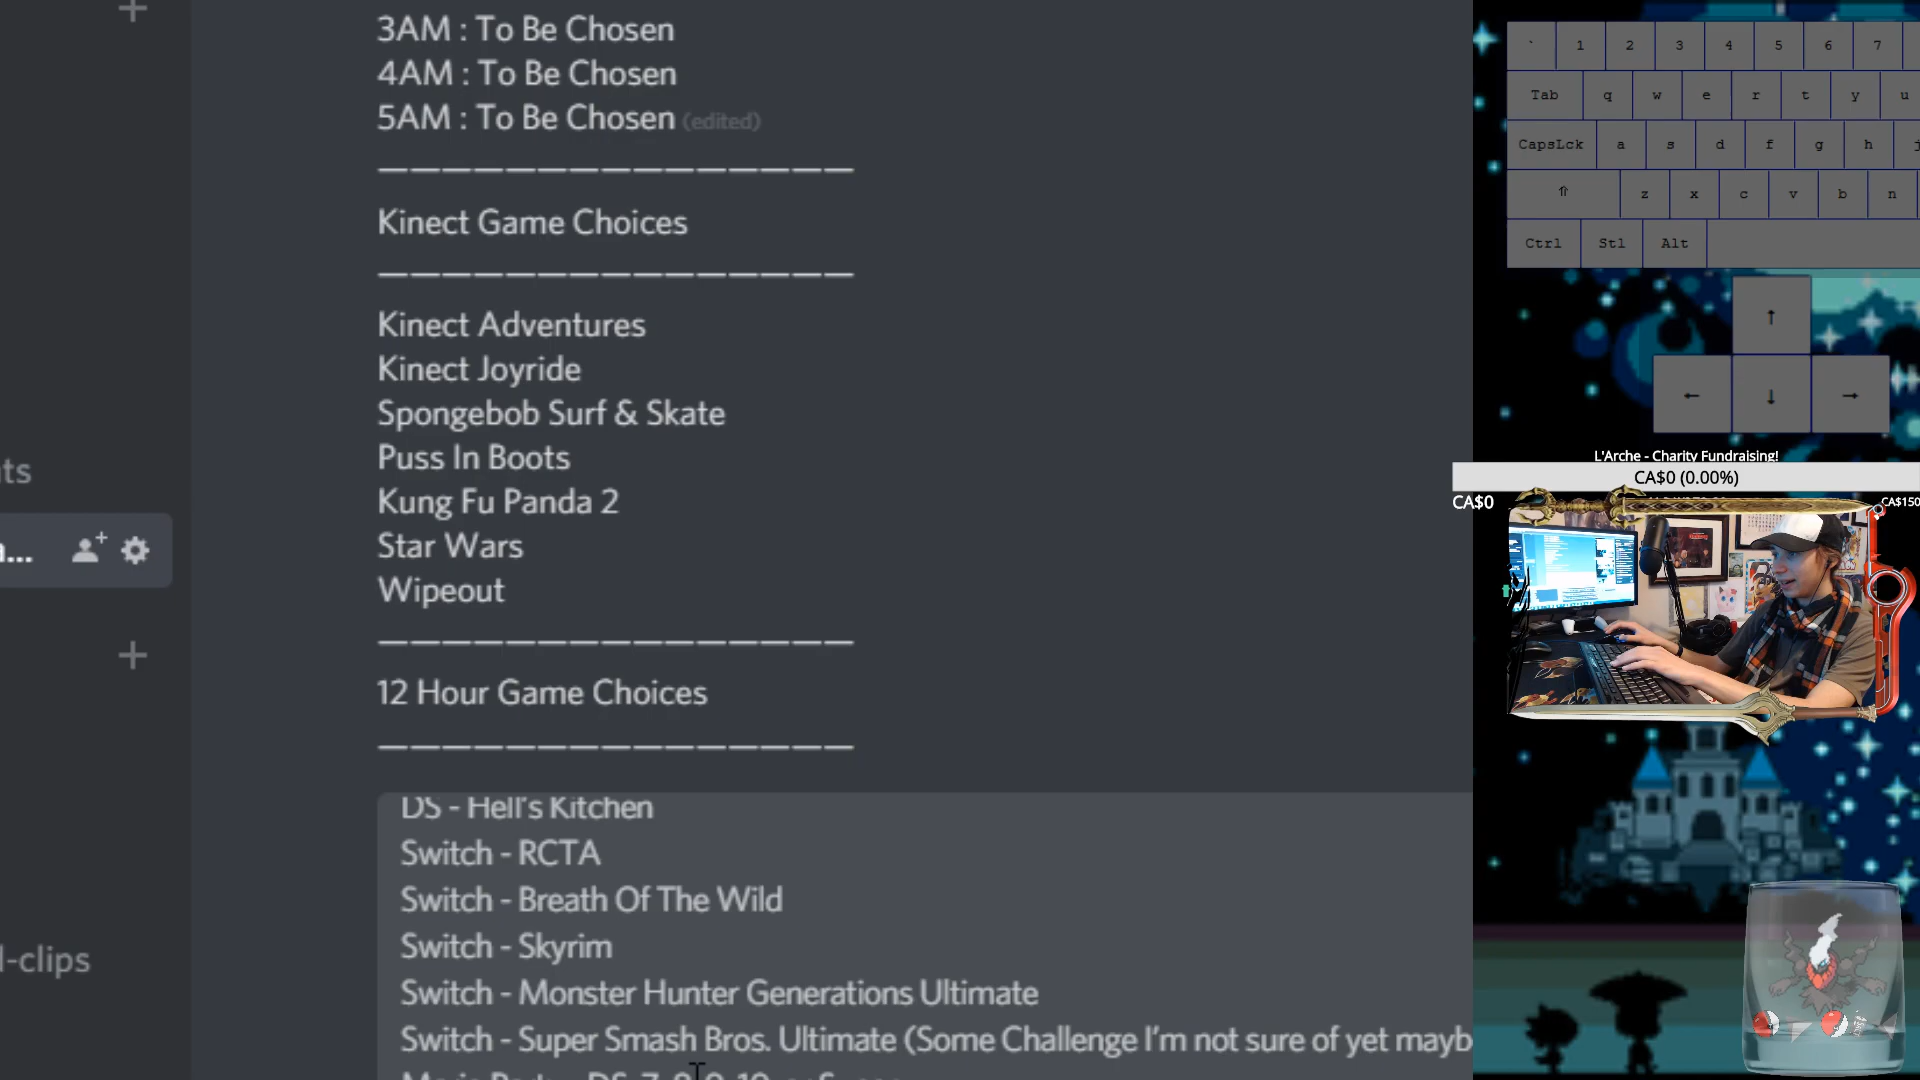 3AM : To Be Chosen
4AM : To Be Chosen
5AM : To Be Chosen (edited)
———————————————
Kinect Game Choices
———————————————
Kinect Adventures
Kinect Joyride
Spongebob Surf & Skate
Puss In Boots
Kung Fu Panda 2
Star Wars
Wipeout
———————————————
12 Hour Game Choices
———————————————
DS - Hell's Kitchen
Switch - RCTA
Switch - Breath Of The Wild
Switch - Skyrim
Switch - Monster Hunter Generations Ultimate
Switch - Super Smash Bros. Ultimate (Some Challenge I'm not sure of yet mayb
nts
a...
l-clips
` 1 2 3 4 5 6 7
Tab q w e r t y u
CapsLck a s d f g h j
⇧ z x c v b n
Ctrl Stl Alt
↑
← ↓ →
L'Arche - Charity Fundraising!
CA$0 (0.00%)
CA$0
CA$150